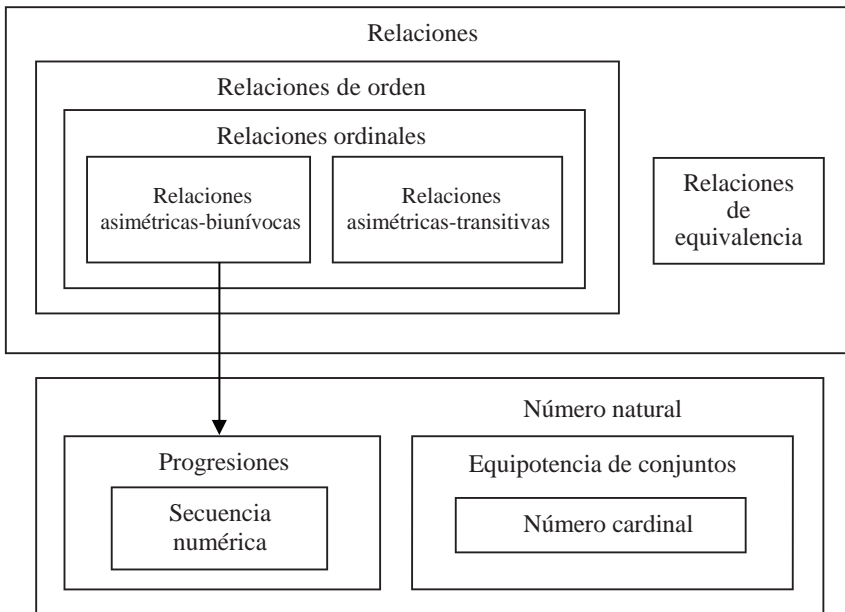 Relaciones
Relaciones de orden
Relaciones ordinales
Relaciones
asimétricas-biunívocas
Relaciones
asimétricas-transitivas
Relaciones
de
equivalencia
Número natural
Progresiones
Secuencia
numérica
Equipotencia de conjuntos
Número cardinal